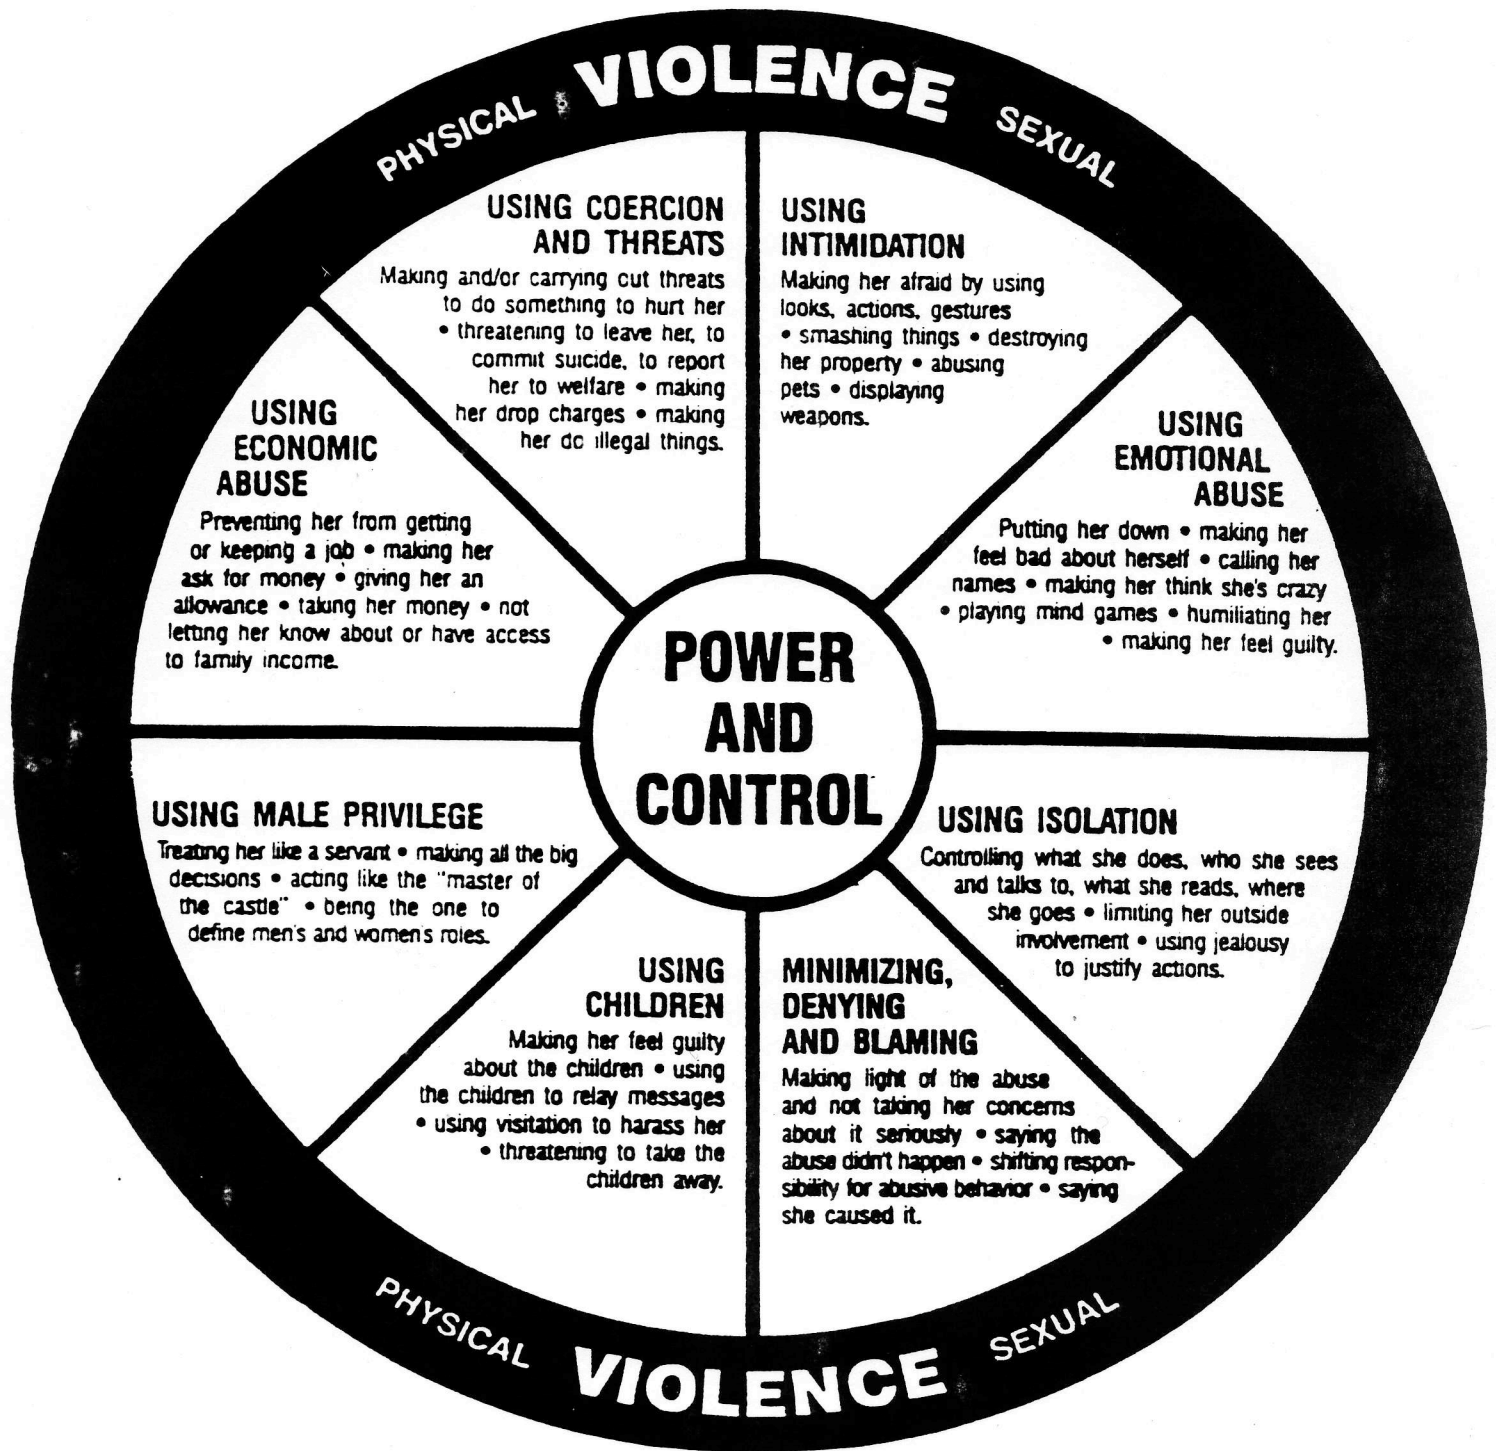 PHYSICAL VIOLENCE SEXUAL
USING COERCION
AND THREATS
Making and/or carrying out threats
to do something to hurt her
• threatening to leave her, to
commit suicide, to report
her to welfare • making
her drop charges • making
her do illegal things.
USING
INTIMIDATION
Making her afraid by using
looks, actions, gestures
• smashing things • destroying
her property • abusing
pets • displaying
weapons.
USING
EMOTIONAL
ABUSE
Putting her down • making her
feel bad about herself • calling her
names • making her think she's crazy
• playing mind games • humiliating her
• making her feel guilty.
USING ISOLATION
Controlling what she does, who she sees
and talks to, what she reads, where
she goes • limiting her outside
involvement • using jealousy
to justify actions.
MINIMIZING,
DENYING
AND BLAMING
Making light of the abuse
and not taking her concerns
about it seriously • saying the
abuse didn't happen • shifting respon-
sibility for abusive behavior • saying
she caused it.
USING
CHILDREN
Making her feel guilty
about the children • using
the children to relay messages
• using visitation to harass her
• threatening to take the
children away.
USING MALE PRIVILEGE
Treating her like a servant • making all the big
decisions • acting like the "master of
the castle" • being the one to
define men's and women's roles.
USING
ECONOMIC
ABUSE
Preventing her from getting
or keeping a job • making her
ask for money • giving her an
allowance • taking her money • not
letting her know about or have access
to family income.
POWER
AND
CONTROL
PHYSICAL VIOLENCE SEXUAL